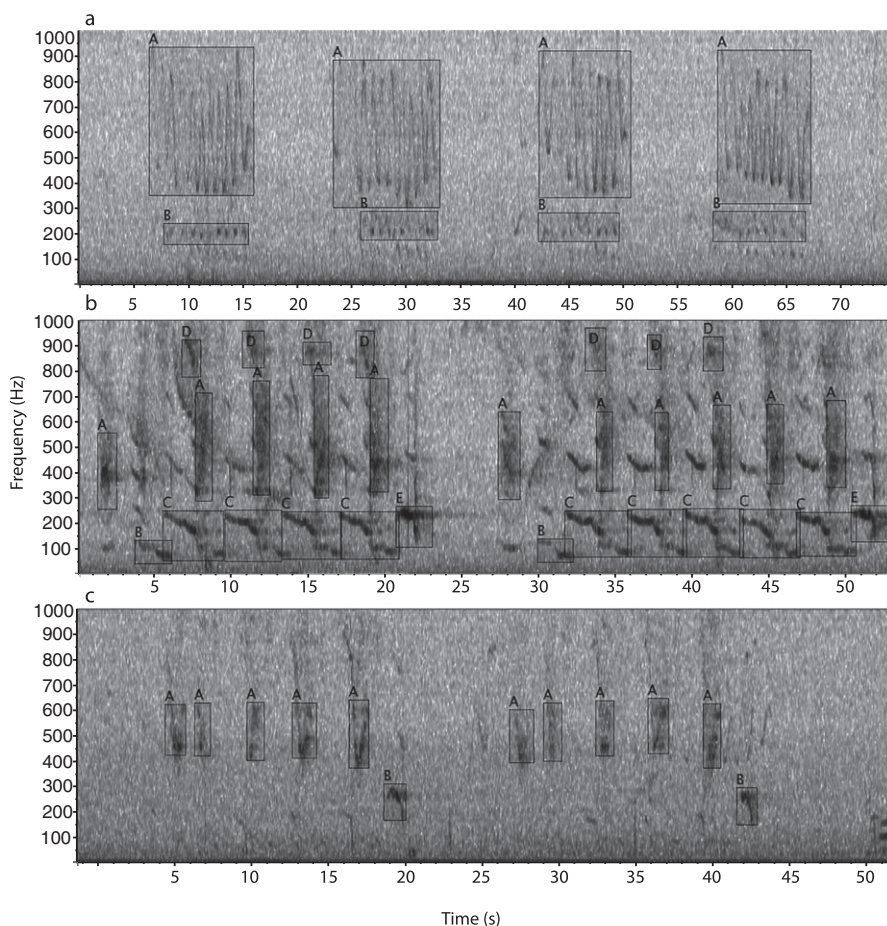 a
1000
900
800
700
600
500
400
300
200
100
A A A A
B B B B
5 10 15 20 25 30 35 40 45 50 55 60 65 70
b
Frequency (Hz)
1000
900
800
700
600
500
400
300
200
100
D D D D D D D
A A A A A A A A A A A
C C C C C C C C C
B E B E
5 10 15 20 25 30 35 40 45 50
c
1000
900
800
700
600
500
400
300
200
100
A A A A A A A A A A
B B
5 10 15 20 25 30 35 40 45 50
Time (s)